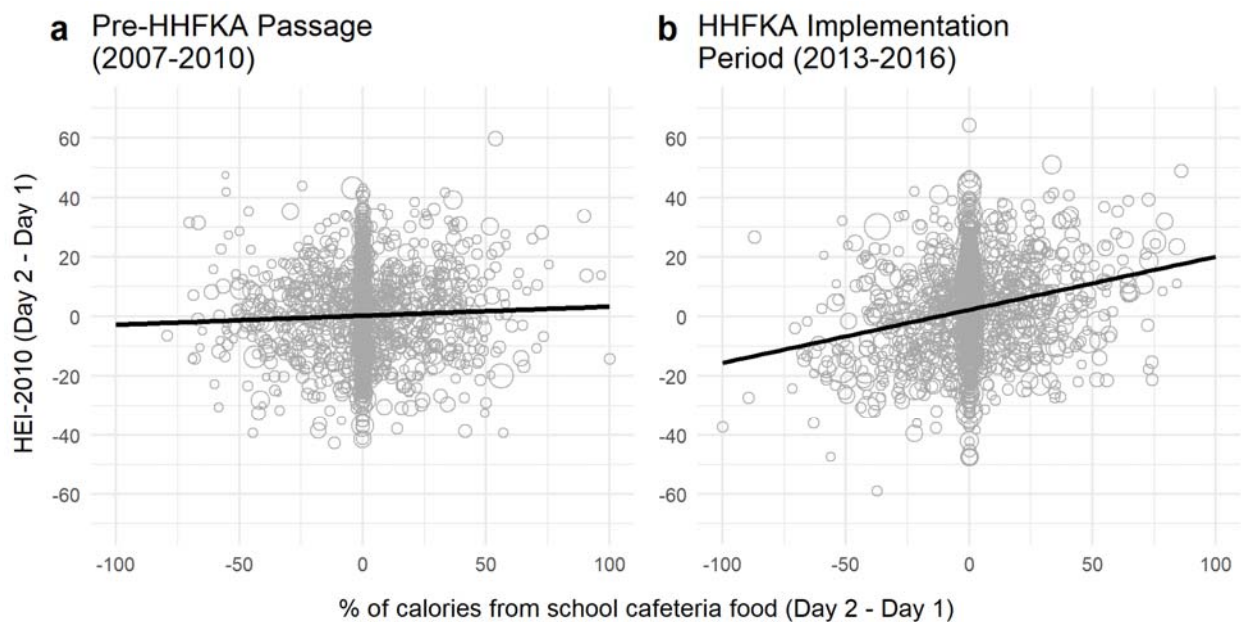 a Pre-HHFKA Passage
(2007-2010)
b HHFKA Implementation
Period (2013-2016)
HEI-2010 (Day 2 - Day 1)
60
40
20
0
-20
-40
-60
60
40
20
0
-20
-40
-60
-100 -50 0 50 100
-100 -50 0 50 100
% of calories from school cafeteria food (Day 2 - Day 1)